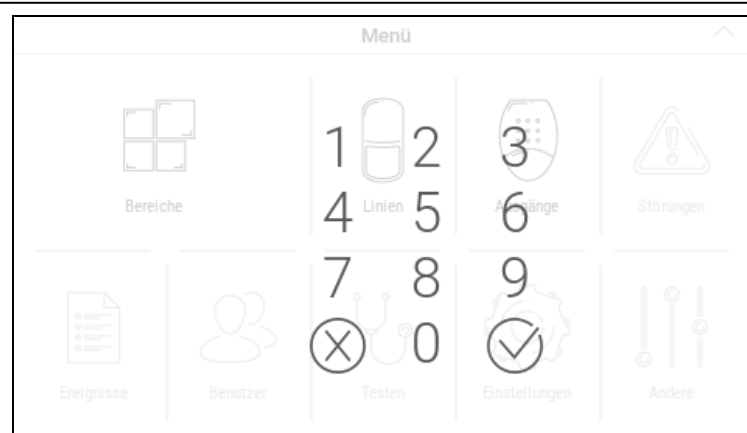 Menü
1 2 3
Bereiche Linien Ausgänge Störungen
4 5 6
7 8 9
0
Ereignisse Benutzer Testen Einstellungen Andere